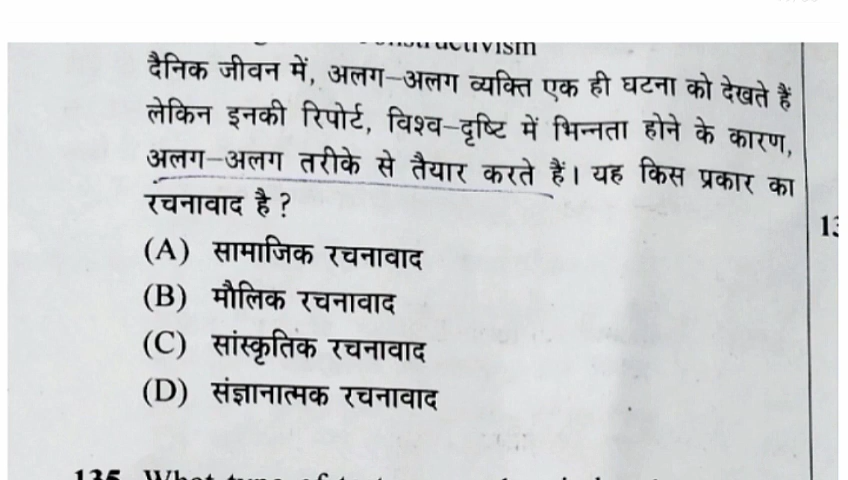 दैनिक जीवन में, अलग-अलग व्यक्ति एक ही घटना को देखते हैं
लेकिन इनकी रिपोर्ट, विश्व-दृष्टि में भिन्नता होने के कारण,
अलग-अलग तरीके से तैयार करते हैं। यह किस प्रकार का
रचनावाद है?
(A) सामाजिक रचनावाद
(B) मौलिक रचनावाद
(C) सांस्कृतिक रचनावाद
(D) संज्ञानात्मक रचनावाद